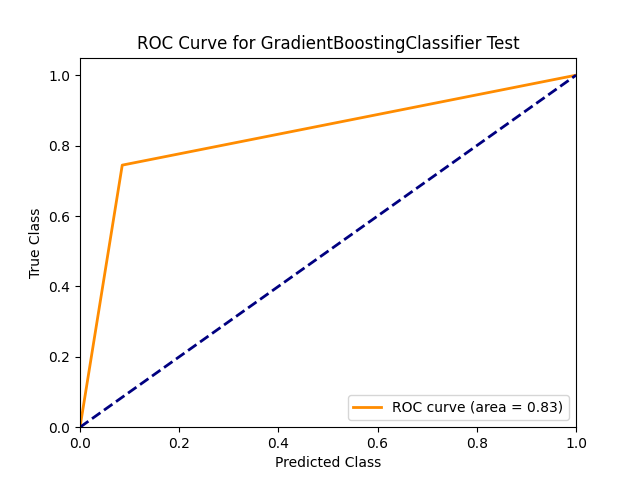 ROC Curve for GradientBoostingClassifier Test
1.0
0.8
0.6
0.4
0.2
0.0
True Class
0.0 0.2 0.4 0.6 0.8 1.0
Predicted Class
ROC curve (area = 0.83)